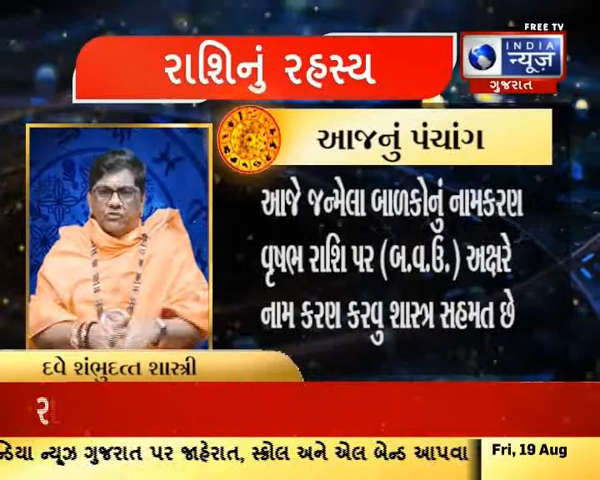 FREE TV
INDIA
न्यूज़
ગુજરાત
રાશિનું રહસ્ય
આજનું પંચાંગ
આજે જન્મેલા બાળકોનું નામકરણ
વૃષભ રાશિ પર (બ.વ.ઉ.) અક્ષરે
નામ કરણ કરવુ શાસ્ત્ર સહમત છે
દવે શંભુદત્ત શાસ્ત્રી
ન્ડિયા ન્યૂઝ ગુજરાત પર જાહેરાત, સ્ક્રોલ અને એલ બેન્ડ આપવા
Fri, 19 Aug